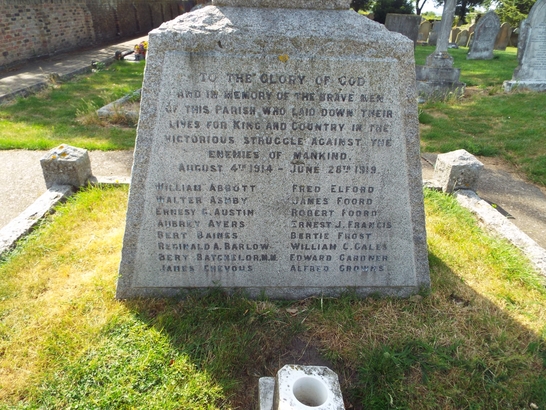 TO THE GLORY OF GOD
AND IN MEMORY OF THE BRAVE MEN
OF THIS PARISH WHO LAID DOWN THEIR
LIVES FOR KING AND COUNTRY IN THE
VICTORIOUS STRUGGLE AGAINST THE
ENEMIES OF MANKIND.
AUGUST 4TH 1914 – JUNE 28TH 1919.
WILLIAM ABBOTT
WALTER ASHBY
ERNEST G. AUSTIN
AUBREY AYERS
BERT BAINES
REGINALD A. BARLOW
BERT BATCHELOR. M.M.
JAMES CHEVOUS
FRED ELFORD
JAMES FOORD
ROBERT FOORD
ERNEST J. FRANCIS
BERTIE FROST
WILLIAM C. GALES
EDWARD GARDNER
ALFRED